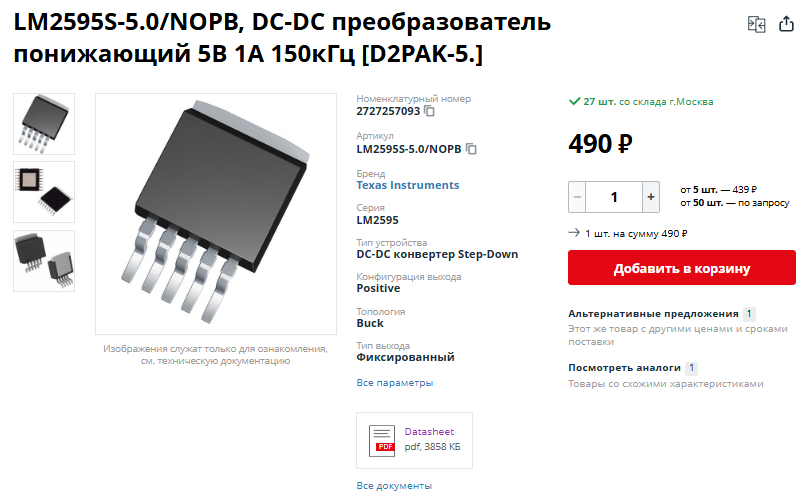 LM2595S-5.0/NOPB, DC-DC преобразователь
понижающий 5В 1А 150кГц [D2PAK-5.]
Номенклатурный номер
2727257093
Артикул
LM2595S-5.0/NOPB
Бренд
Texas Instruments
Серия
LM2595
Тип устройства
DC-DC конвертер Step-Down
Конфигурация выхода
Positive
Топология
Buck
Тип выхода
Фиксированный
Все параметры
PDF
Datasheet
pdf, 3858 КБ
Все документы
Изображения служат только для ознакомления,
см. техническую документацию
27 шт. со склада г.Москва
490 ₽
− 1 +
от 5 шт. — 439 ₽
от 50 шт. — по запросу
1 шт. на сумму 490 ₽
Добавить в корзину
Альтернативные предложения 1
Этот же товар с другими ценами и сроками
поставки
Посмотреть аналоги 1
Товары со схожими характеристиками